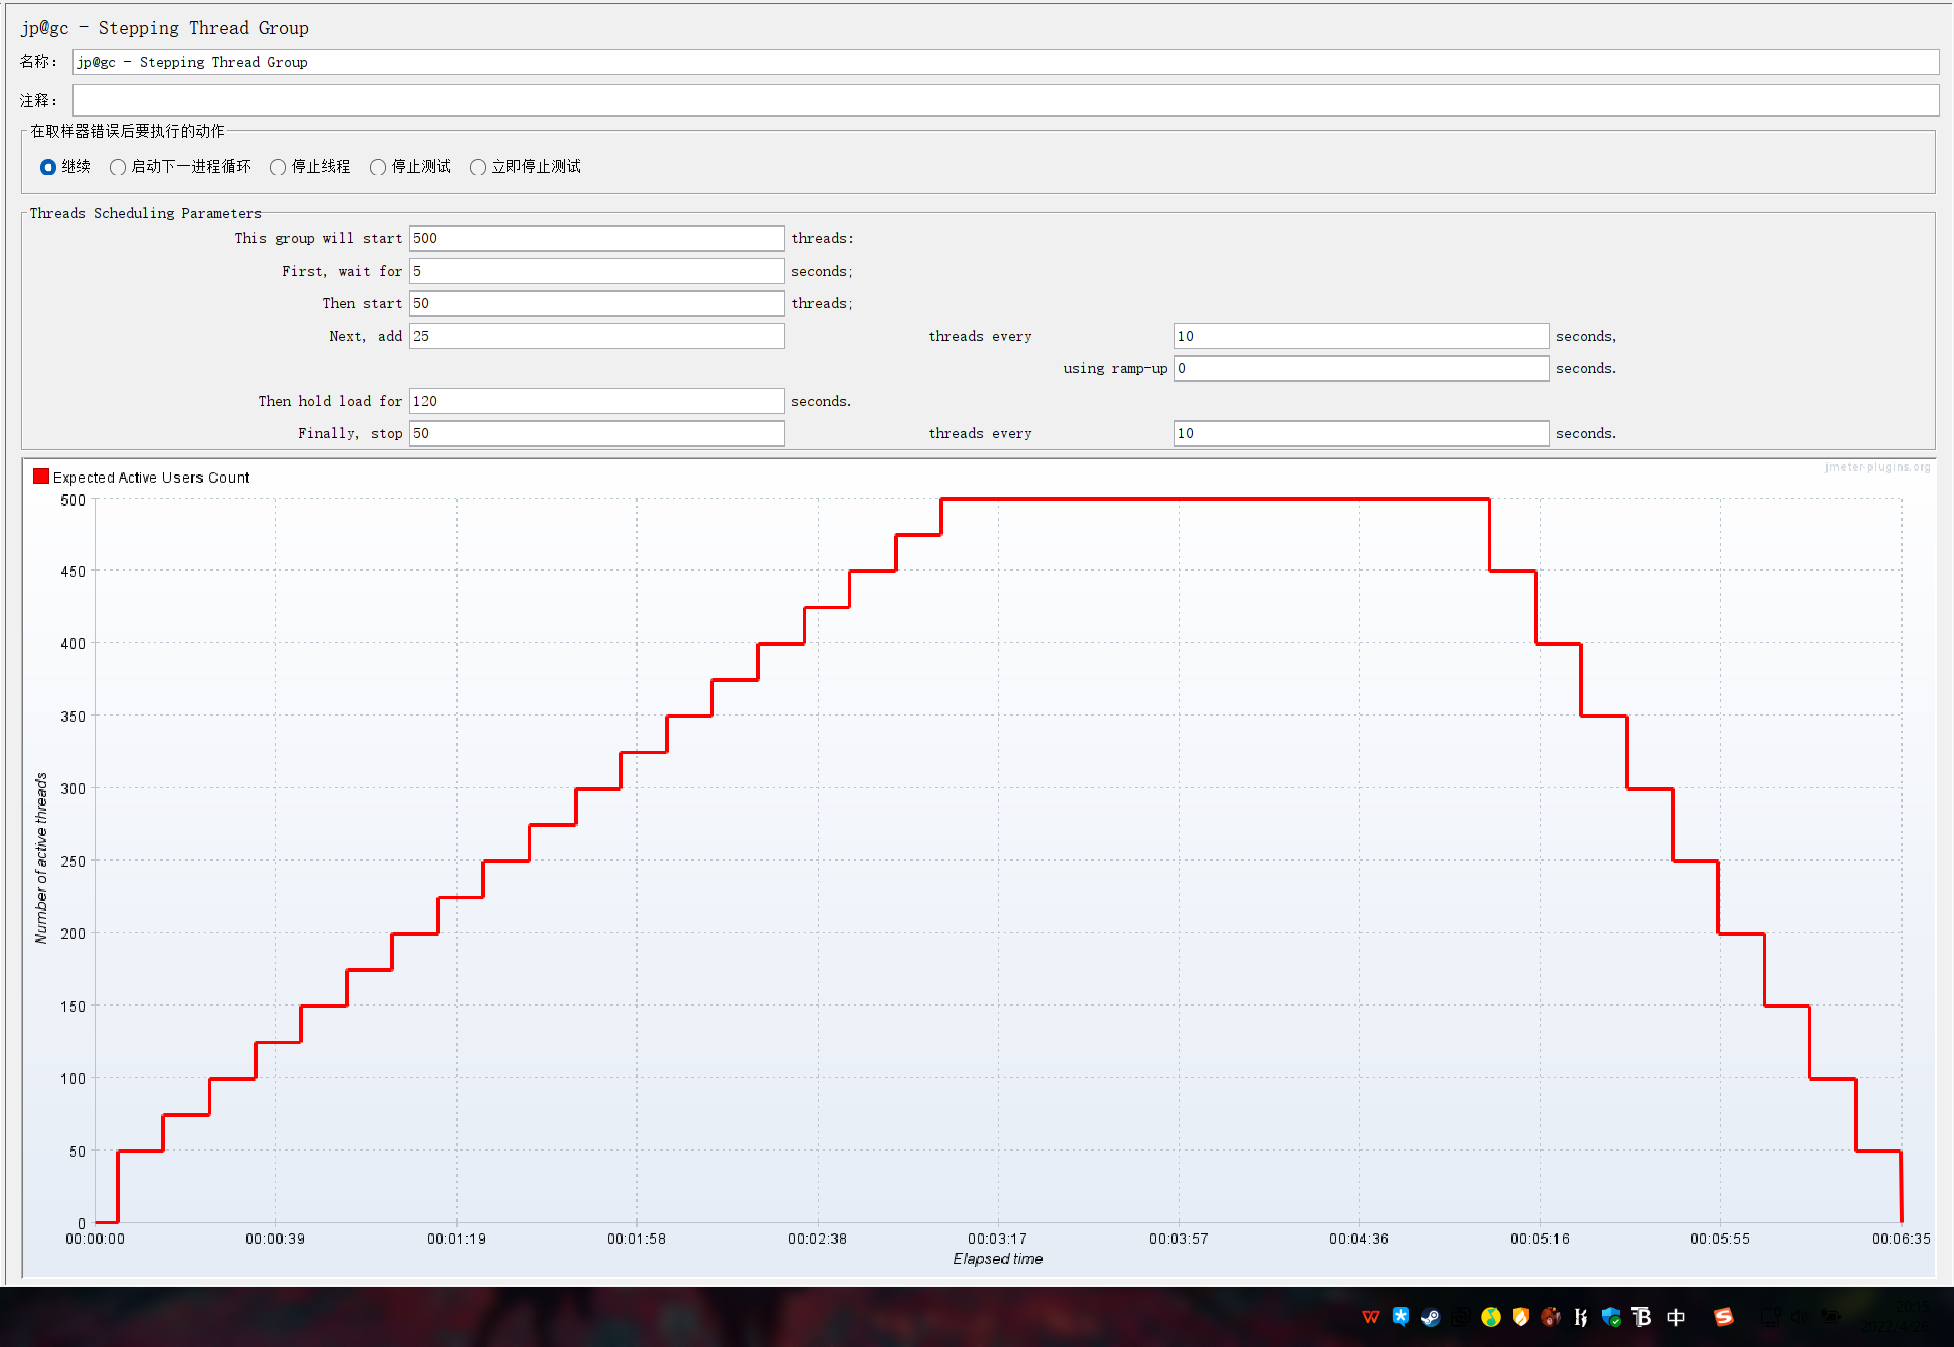 jp@gc - Stepping Thread Group
名称： jp@gc - Stepping Thread Group
注释：
在取样器错误后要执行的动作
继续 启动下一进程循环 停止线程 停止测试 立即停止测试
Threads Scheduling Parameters
This group will start 500 threads:
First, wait for 5 seconds;
Then start 50 threads;
Next, add 25 threads every 10 seconds,
using ramp-up 0 seconds.
Then hold load for 120 seconds.
Finally, stop 50 threads every 10 seconds.
jmeter-plugins.org
Expected Active Users Count
500
450
400
350
300
250
200
150
100
50
0
Number of active threads
00:00:00 00:00:39 00:01:19 00:01:58 00:02:38 00:03:17 00:03:57 00:04:36 00:05:16 00:05:55 00:06:35
Elapsed time
中
20:15